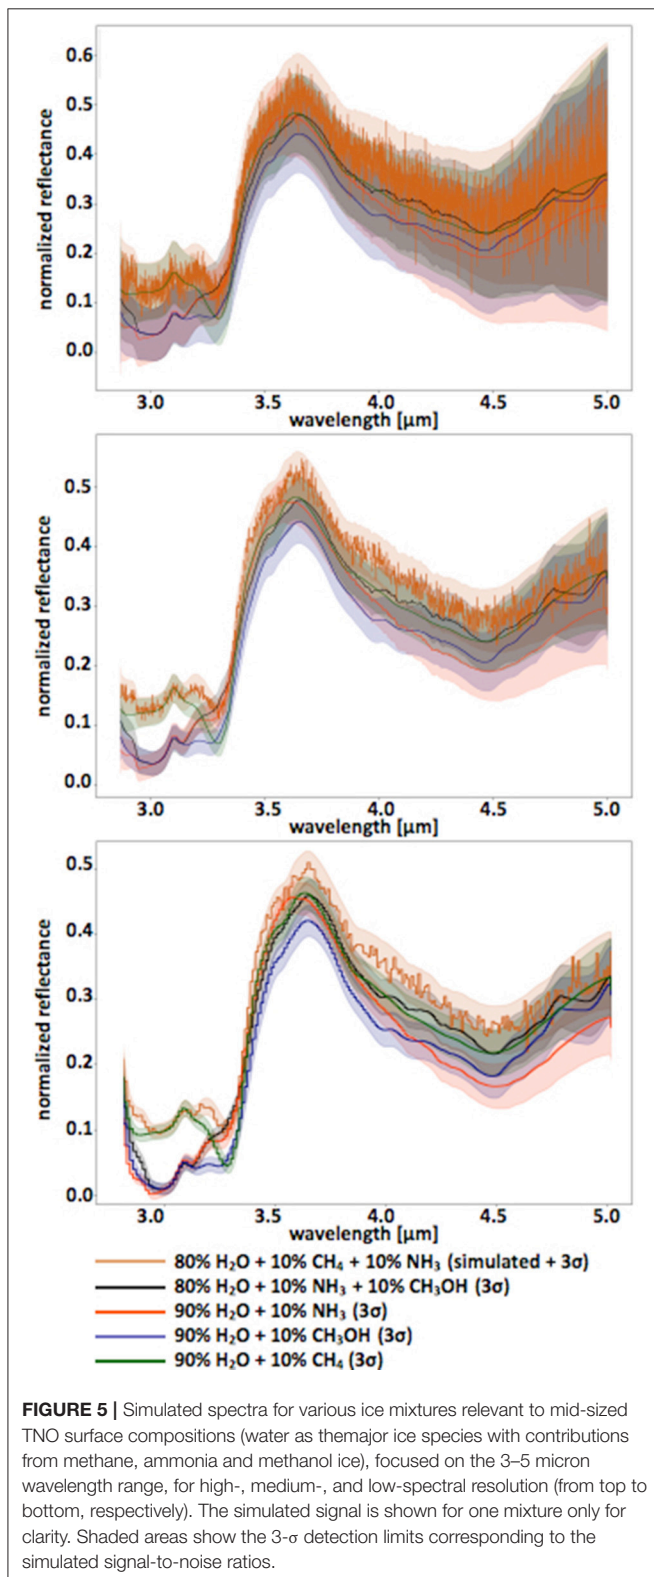 normalized reflectance
0.6
0.5
0.4
0.3
0.2
0.1
0.0
3.0 3.5 4.0 4.5 5.0
wavelength [µm]
normalized reflectance
0.5
0.4
0.3
0.2
0.1
0.0
3.0 3.5 4.0 4.5 5.0
wavelength [µm]
normalized reflectance
0.5
0.4
0.3
0.2
0.1
0.0
3.0 3.5 4.0 4.5 5.0
wavelength [µm]
80% H₂O + 10% CH₄ + 10% NH₃ (simulated + 3σ)
80% H₂O + 10% NH₃ + 10% CH₃OH (3σ)
90% H₂O + 10% NH₃ (3σ)
90% H₂O + 10% CH₃OH (3σ)
90% H₂O + 10% CH₄ (3σ)
FIGURE 5 | Simulated spectra for various ice mixtures relevant to mid-sized
TNO surface compositions (water as themajor ice species with contributions
from methane, ammonia and methanol ice), focused on the 3–5 micron
wavelength range, for high-, medium-, and low-spectral resolution (from top to
bottom, respectively). The simulated signal is shown for one mixture only for
clarity. Shaded areas show the 3-σ detection limits corresponding to the
simulated signal-to-noise ratios.